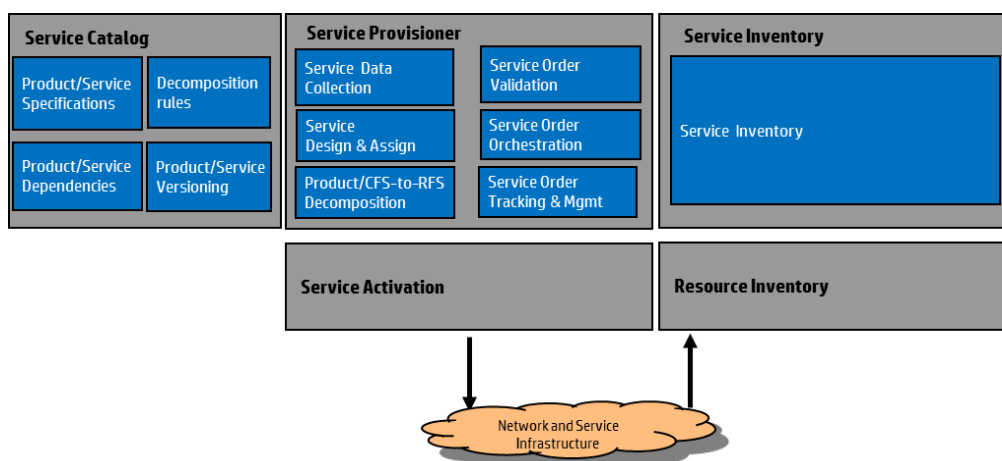 Service Catalog
Product/Service
Specifications
Decomposition
rules
Product/Service
Dependencies
Product/Service
Versioning
Service Provisioner
Service Data
Collection
Service Order
Validation
Service
Design & Assign
Service Order
Orchestration
Product/CFS-to-RFS
Decomposition
Service Order
Tracking & Mgmt
Service Inventory
Service Inventory
Service Activation
Resource Inventory
Network and Service
Infrastructure